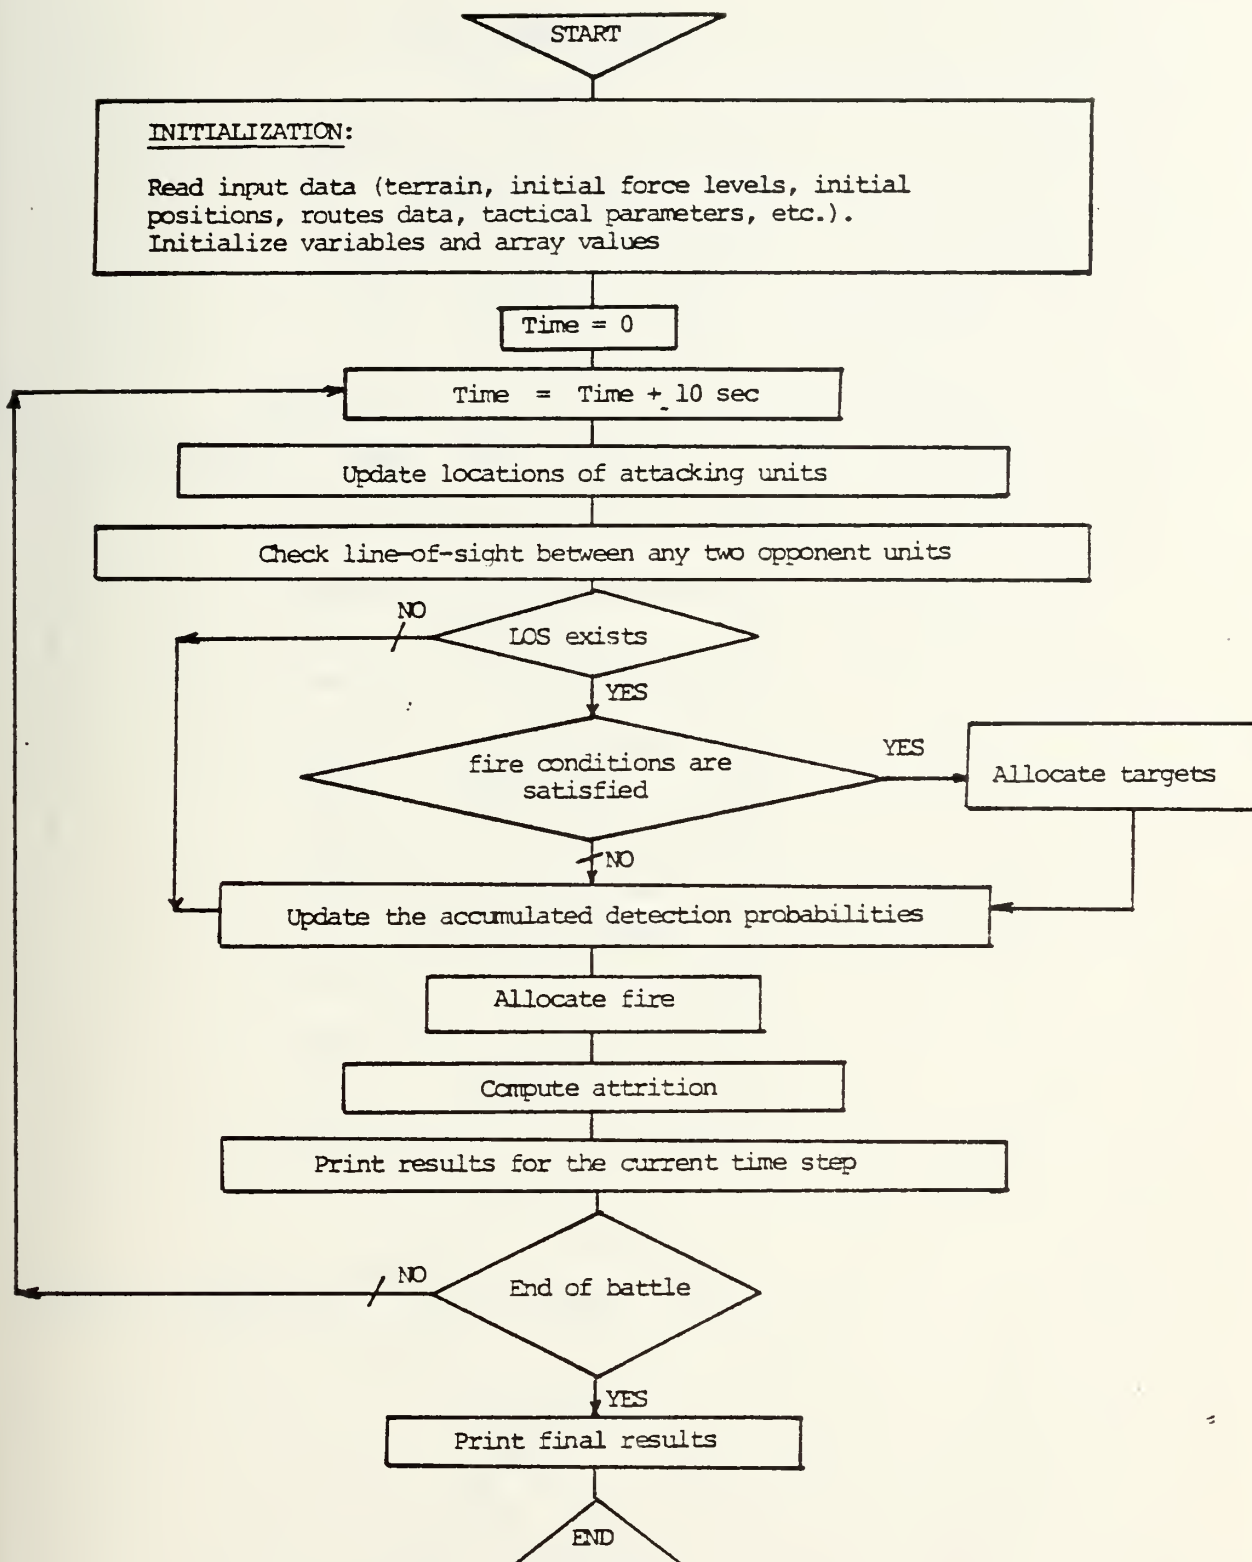 START
INITIALIZATION:
Read input data (terrain, initial force levels, initial
positions, routes data, tactical parameters, etc.).
Initialize variables and array values
Time = 0
Time = Time + 10 sec
Update locations of attacking units
Check line-of-sight between any two opponent units
NO
LOS exists
YES
fire conditions are
satisfied
YES
Allocate targets
NO
Update the accumulated detection probabilities
Allocate fire
Compute attrition
Print results for the current time step
NO
End of battle
YES
Print final results
END